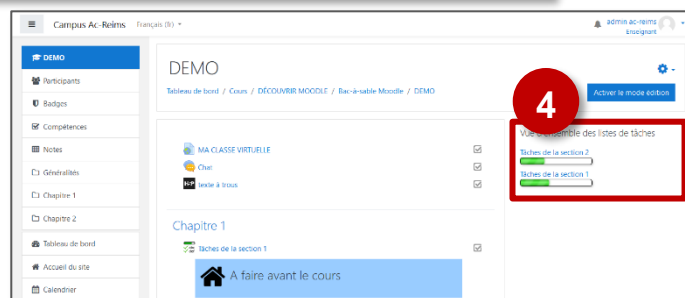 Campus Ac-Reims Français (fr)
admin ac-reims
Enseignant
DEMO
Participants
Badges
Compétences
Notes
Généralités
Chapitre 1
Chapitre 2
Tableau de bord
Accueil du site
Calendrier
DEMO
Tableau de bord / Cours / DÉCOUVRIR MOODLE / Bac-à-sable Moodle / DEMO
Activer le mode édition
MA CLASSE VIRTUELLE
Chat
H-P texte à trous
Chapitre 1
Tâches de la section 1
A faire avant le cours
4
Vue d'ensemble des listes de tâches
Tâches de la section 2
Tâches de la section 1